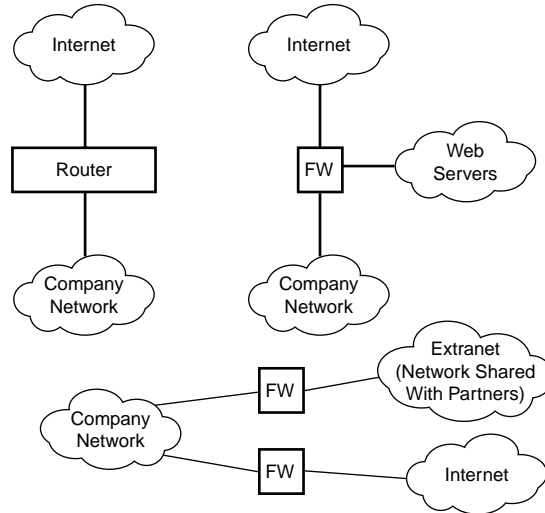 Internet
Router
Company
Network
Internet
FW
Web
Servers
Company
Network
Company
Network
FW
Extranet
(Network Shared
With Partners)
FW
Internet